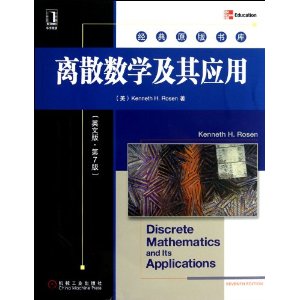 Education
经典原版书库
离散数学及其应用
(美) Kenneth H. Rosen 著
(英文版·第7版)
Kenneth H. Rosen
Discrete
Mathematics
and Its
Applications
SEVENTH EDITION
机械工业出版社
China Machine Press